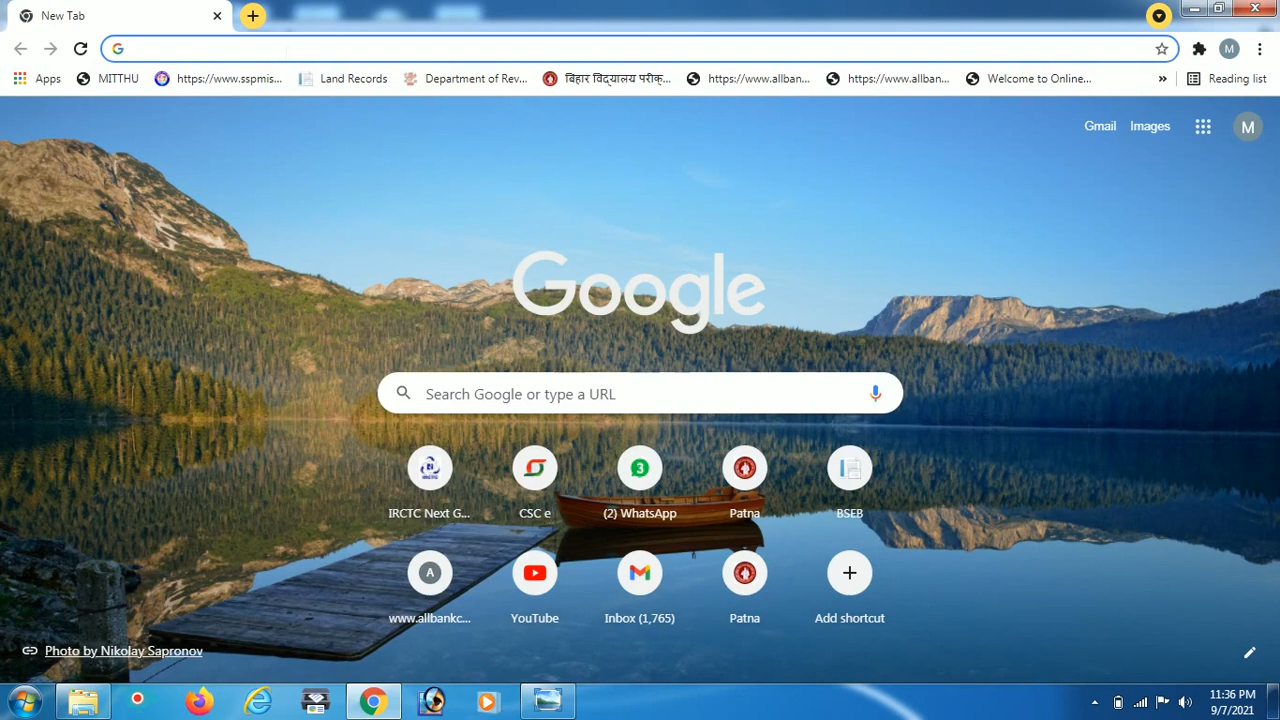 New Tab
Apps MITTHU https://www.sspmis... Land Records Department of Rev... बिहार विद्यालय परीक्... https://www.allban... https://www.allban... Welcome to Online... » Reading list
M
Gmail Images M
Google
Search Google or type a URL
3
IRCTC Next G... CSC e (2) WhatsApp Patna BSEB
A
www.allbankc... YouTube Inbox (1,765) Patna Add shortcut
Photo by Nikolay Sapronov
11:36 PM
9/7/2021